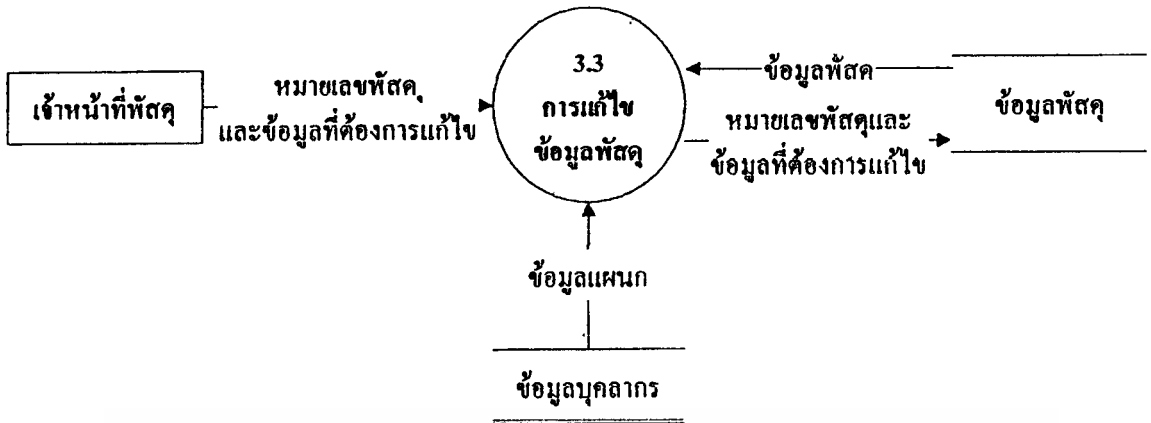 เจ้าหน้าที่พัสดุ
หมายเลขพัสดุ
และข้อมูลที่ต้องการแก้ไข
3.3
การแก้ไข
ข้อมูลพัสดุ
ข้อมูลพัสด
หมายเลขพัสดุและ
ข้อมูลที่ต้องการแก้ไข
ข้อมูลพัสดุ
ข้อมูลแผนก
ข้อมูลบุคลากร